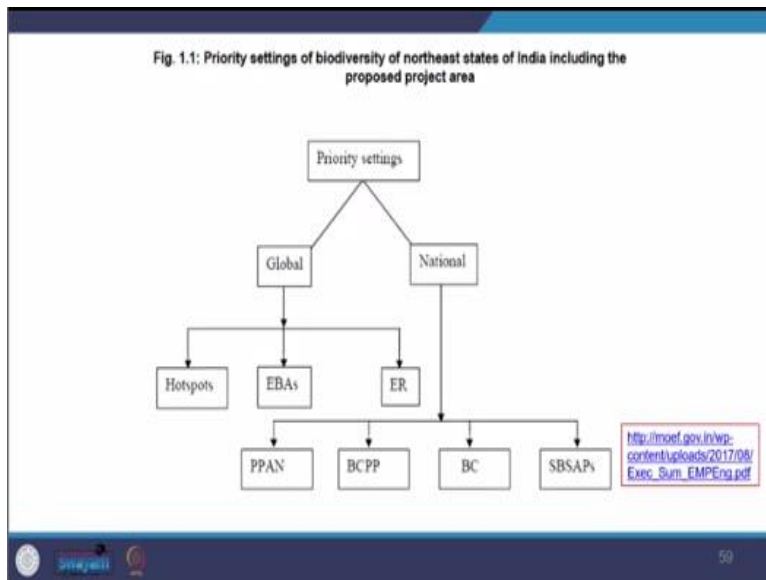 Fig. 1.1: Priority settings of biodiversity of northeast states of India including the
proposed project area
Priority settings
Global
National
Hotspots
EBAs
ER
PPAN
BCPP
BC
SBSAPs
http://moef.gov.in/wp-
content/uploads/2017/08/
Exec_Sum_EMPEng.pdf
swayam
59